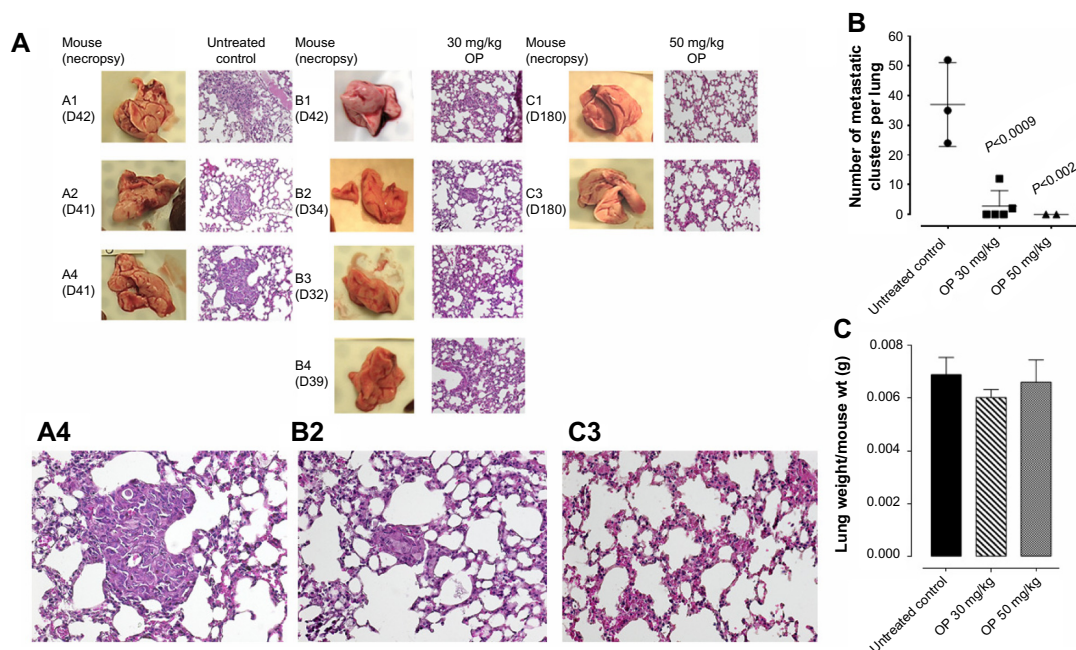 A
Mouse
(necropsy)
Untreated
control
Mouse
(necropsy)
30 mg/kg
OP
Mouse
(necropsy)
50 mg/kg
OP
A1
(D42)
B1
(D42)
C1
(D180)
A2
(D41)
B2
(D34)
C3
(D180)
A4
(D41)
B3
(D32)
B4
(D39)
A4
B2
C3
B
Number of metastatic
clusters per lung
60
50
40
30
20
10
0
P<0.0009
P<0.002
Untreated control
OP 30 mg/kg
OP 50 mg/kg
C
Lung weight/mouse wt (g)
0.008
0.006
0.004
0.002
0.000
Untreated control
OP 30 mg/kg
OP 50 mg/kg